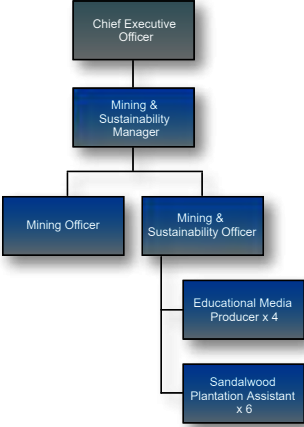 Chief Executive
Officer
Mining &
Sustainability
Manager
Mining Officer
Mining &
Sustainability Officer
Educational Media
Producer x 4
Sandalwood
Plantation Assistant
x 6